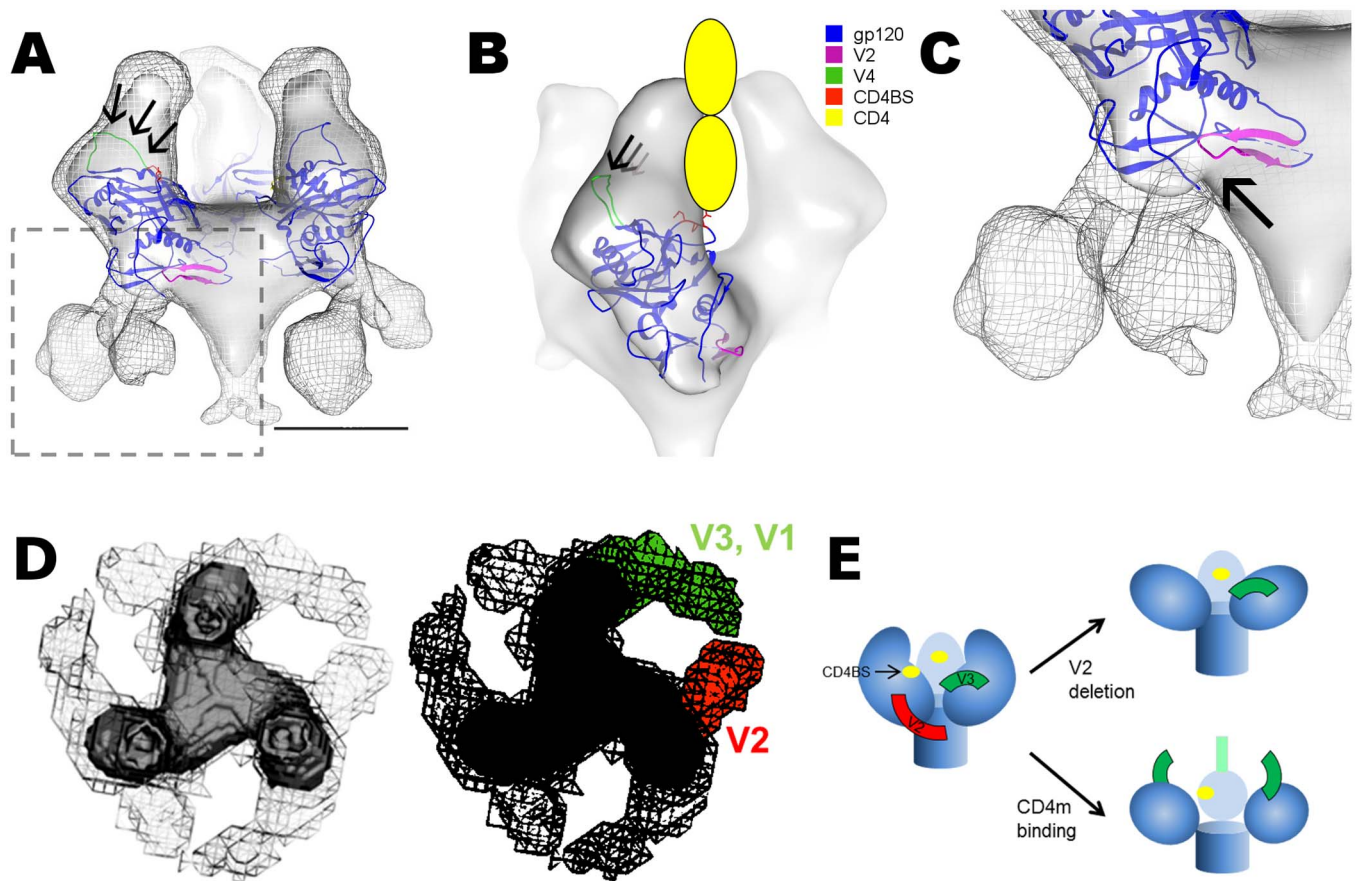 A
B
gp120
V2
V4
CD4BS
CD4
C
D
V3, V1
V2
E
CD4BS
V3
V2
V2
deletion
CD4m
binding